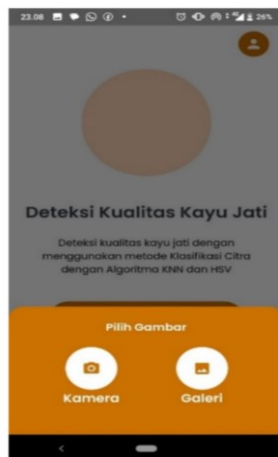 23.08
26%
Deteksi Kualitas Kayu Jati
Deteksi kualitas kayu jati dengan
menggunakan metode Klasifikasi Citra
dengan Algoritma KNN dan HSV
Pilih Gambar
Kamera Galeri